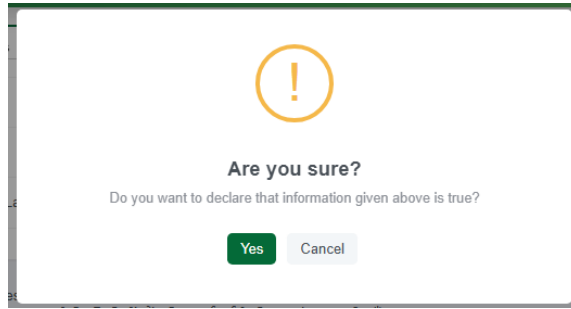 !
Are you sure?
Do you want to declare that information given above is true?
Yes Cancel